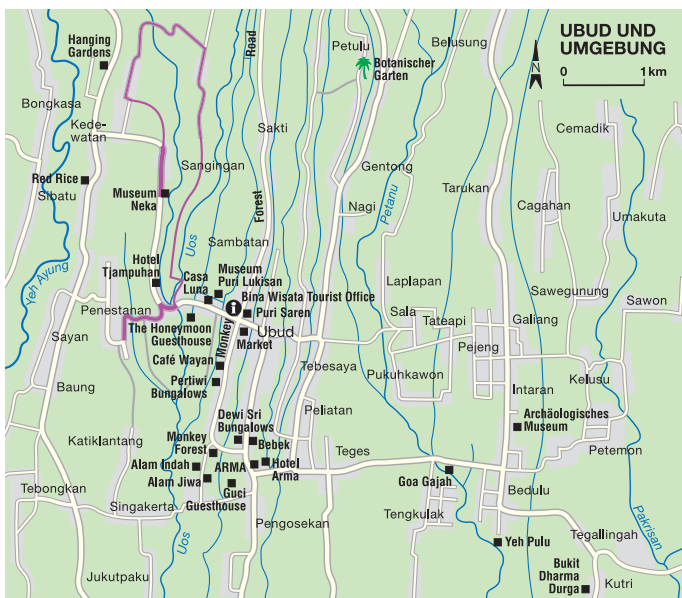 UBUD UND
UMGEBUNG
N
0
1 km
Hanging
Gardens
Road
Petulu
Belusung
Botanischer
Garten
Bongkasa
Kede-
watan
Sakti
Cemadik
Sangingan
Gentong
Red Rice
Sibatu
Museum
Neka
Forest
Nagi
Petanu
Tarukan
Cagahan
Umakuta
Uos
Sambatan
Yeh Ayung
Hotel
Tjampuhan
Casa
Luna
Museum
Puri Lukisan
Laplapan
Sawegunung
Penestanan
i
Bina Wisata Tourist Office
Puri Saren
Sala
Sawon
Sayan
The Honeymoon
Guesthouse
Monkey
Ubud
Market
Tateapi
Galiang
Pejeng
Café Wayan
Tebesaya
Pukuhkawon
Baung
Pertiwi
Bungalows
Intaran
Kelusu
Peliatan
Dewi Sri
Bungalows
Archäologisches
Museum
Katiklantang
Monkey
Forest
Bebek
Teges
Petemon
Alam Indah
ARMA
Hotel
Arma
Goa Gajah
Tebongkan
Alam Jiwa
Guci
Guesthouse
Bedulu
Singakerta
Pengosekan
Tengkulak
Pakrisan
Uos
Yeh Pulu
Tegallingah
Jukutpaku
Bukit
Dharma
Durga
Kutri